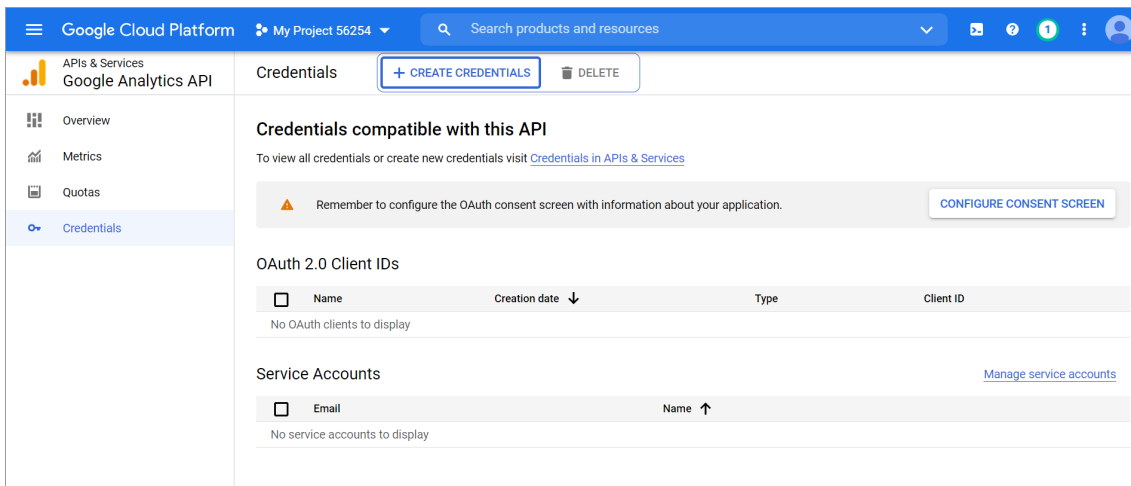 Google Cloud Platform My Project 56254 Search products and resources 1
APIs & Services
Google Analytics API
Credentials + CREATE CREDENTIALS DELETE
Overview
Metrics
Quotas
Credentials
Credentials compatible with this API
To view all credentials or create new credentials visit Credentials in APIs & Services
Remember to configure the OAuth consent screen with information about your application. CONFIGURE CONSENT SCREEN
OAuth 2.0 Client IDs
Name Creation date Type Client ID
No OAuth clients to display
Service Accounts Manage service accounts
Email Name
No service accounts to display